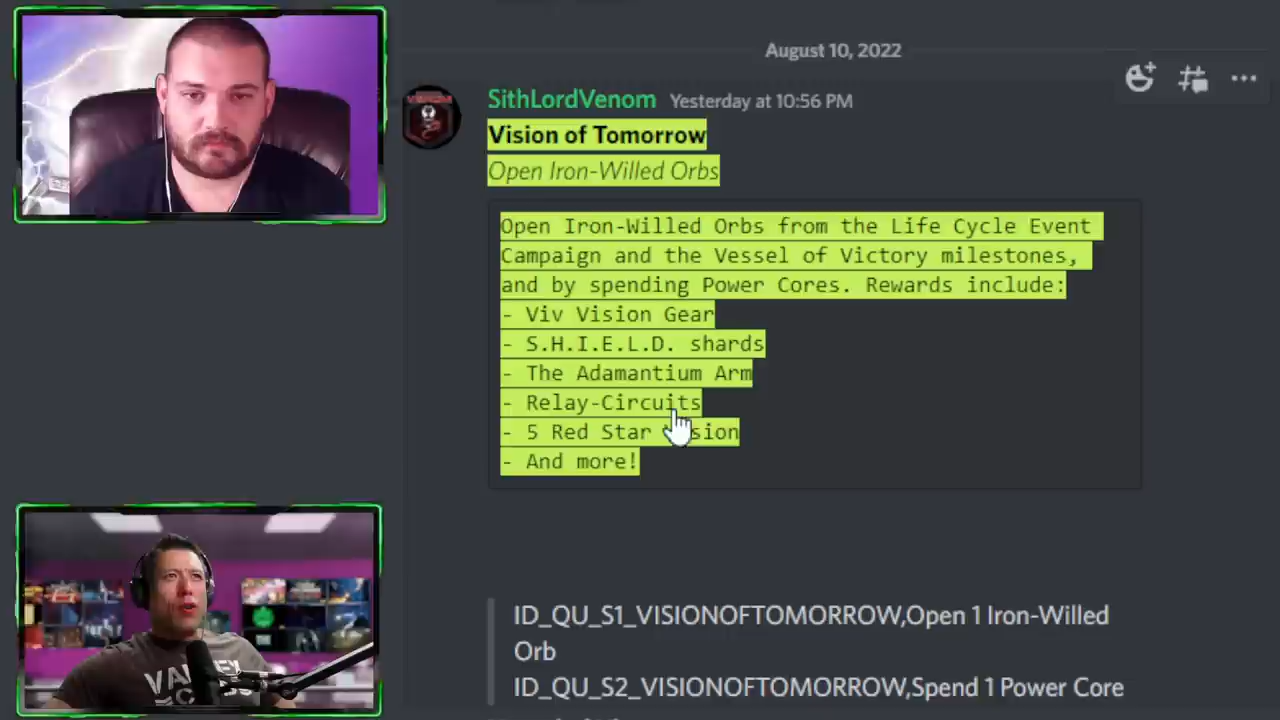 August 10, 2022
SithLordVenom Yesterday at 10:56 PM
Vision of Tomorrow
Open Iron-Willed Orbs
Open Iron-Willed Orbs from the Life Cycle Event
Campaign and the Vessel of Victory milestones,
and by spending Power Cores. Rewards include:
- Viv Vision Gear
- S.H.I.E.L.D. shards
- The Adamantium Arm
- Relay-Circuits
- 5 Red Star
- And more!
ID_QU_S1_VISIONOFTOMORROW,Open 1 Iron-Willed
Orb
ID_QU_S2_VISIONOFTOMORROW,Spend 1 Power Core